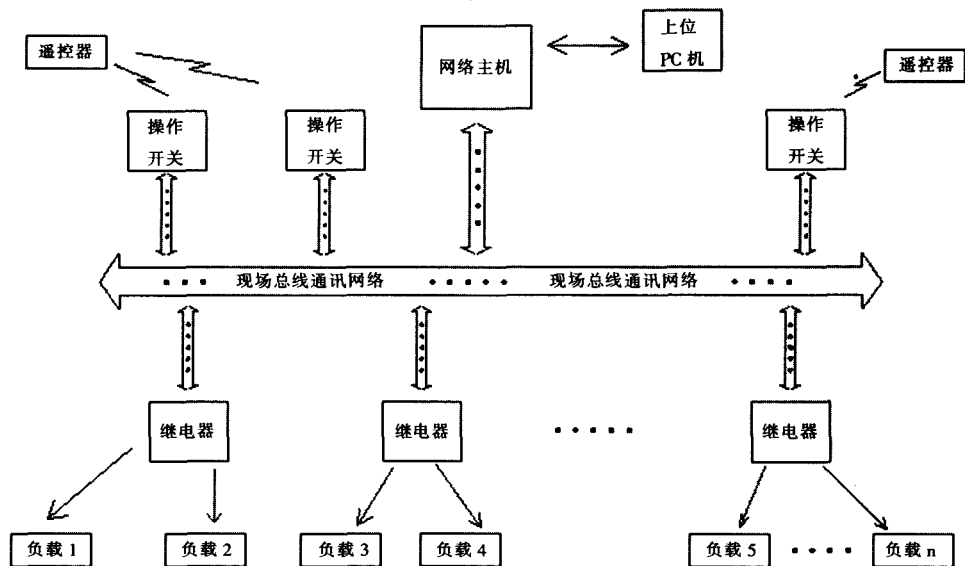 遥控器
网络主机
上位
PC 机
遥控器
操作
开关
操作
开关
操作
开关
现场总线通讯网络
现场总线通讯网络
继电器
继电器
继电器
负载 1
负载 2
负载 3
负载 4
负载 5
负载 n